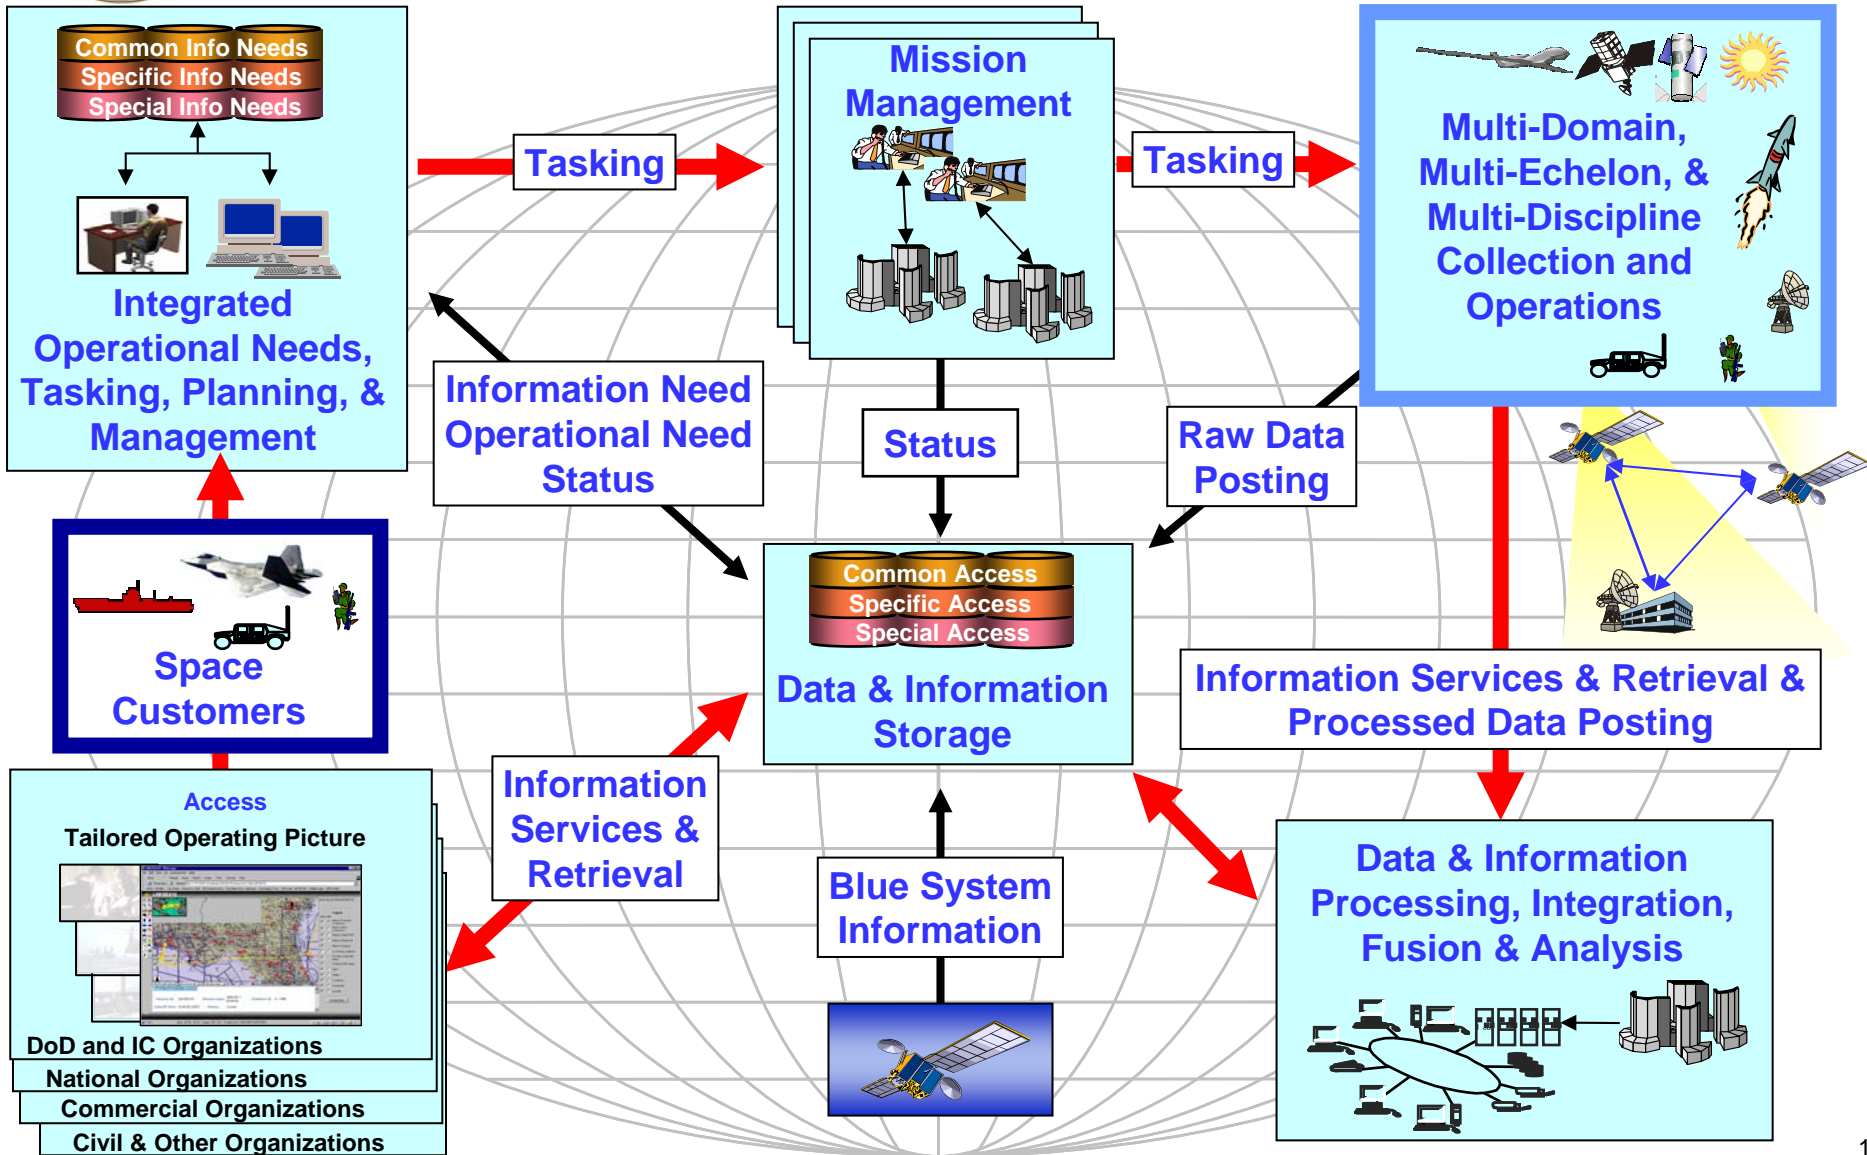 Common Info Needs
Specific Info Needs
Special Info Needs
Integrated
Operational Needs,
Tasking, Planning, &
Management
Tasking
Mission
Management
Tasking
Multi-Domain,
Multi-Echelon, &
Multi-Discipline
Collection and
Operations
Information Need
Operational Need
Status
Status
Raw Data
Posting
Space
Customers
Common Access
Specific Access
Special Access
Data & Information
Storage
Information Services & Retrieval &
Processed Data Posting
Access
Tailored Operating Picture
DoD and IC Organizations
National Organizations
Commercial Organizations
Civil & Other Organizations
Information
Services &
Retrieval
Blue System
Information
Data & Information
Processing, Integration,
Fusion & Analysis
1